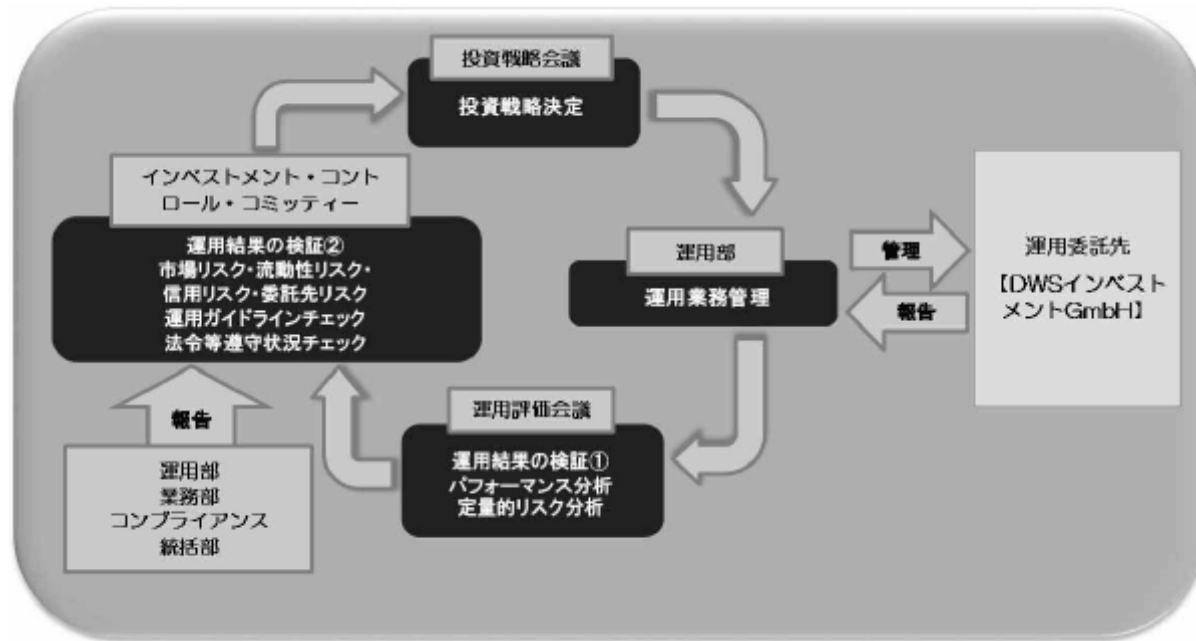 投資戦略会議
投資戦略決定
インベストメント・コント
ロール・コミッティー
運用結果の検証②
市場リスク・流動性リスク・
信用リスク・委託先リスク
運用ガイドラインチェック
法令等遵守状況チェック
運用部
運用業務管理
管理
報告
運用委託先
【DWSインベスト
メントGmbH】
運用評価会議
運用結果の検証①
パフォーマンス分析
定量的リスク分析
報告
運用部
業務部
コンプライアンス
統括部